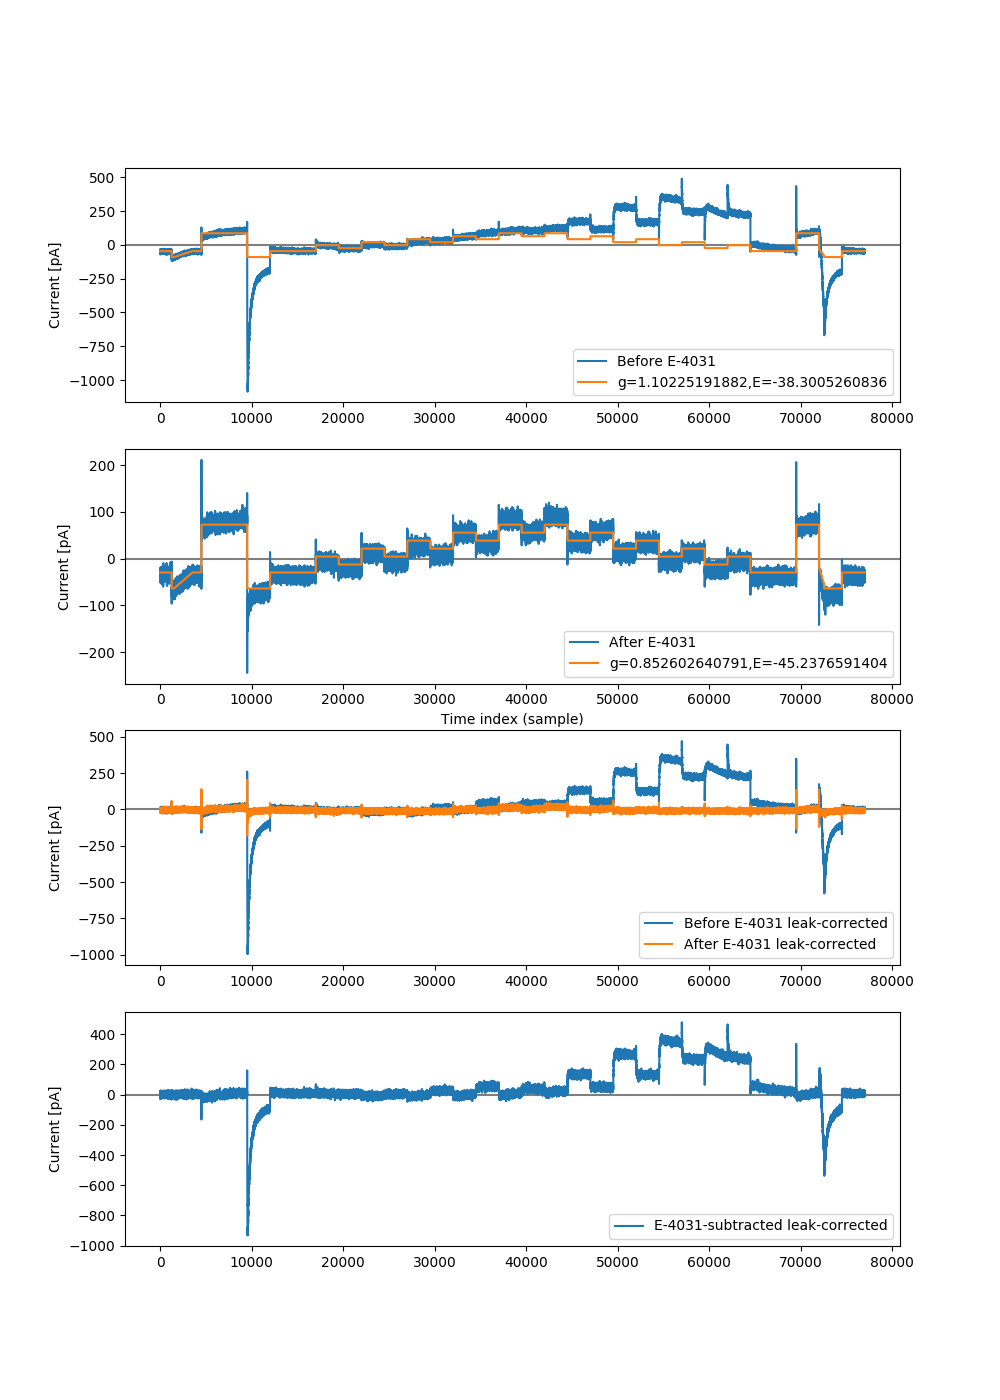 500
250
0
−250
−500
−750
−1000
Current [pA]
Before E-4031
g=1.10225191882,E=-38.3005260836
0 10000 20000 30000 40000 50000 60000 70000 80000
200
100
0
−100
−200
Current [pA]
After E-4031
g=0.852602640791,E=-45.2376591404
0 10000 20000 30000 40000 50000 60000 70000 80000
Time index (sample)
500
250
0
−250
−500
−750
−1000
Current [pA]
Before E-4031 leak-corrected
After E-4031 leak-corrected
0 10000 20000 30000 40000 50000 60000 70000 80000
400
200
0
−200
−400
−600
−800
−1000
Current [pA]
E-4031-subtracted leak-corrected
0 10000 20000 30000 40000 50000 60000 70000 80000